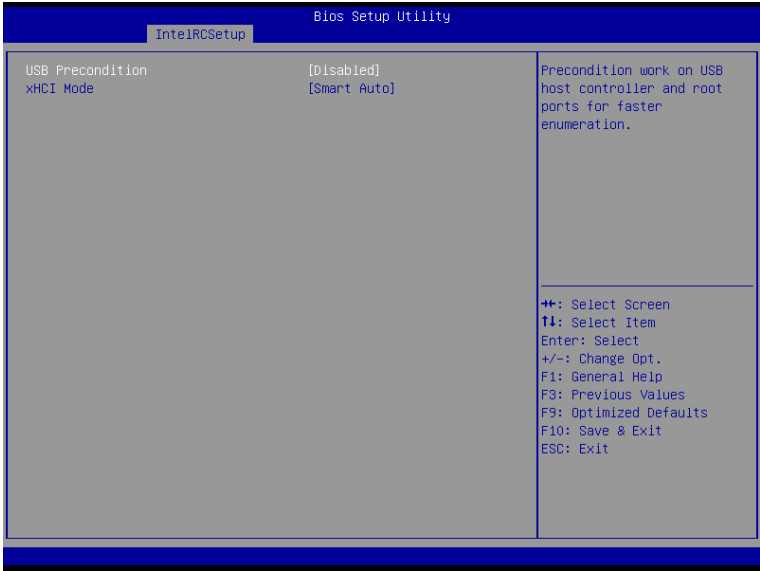 Bios Setup Utility
IntelRCSetup
USB Precondition [Disabled]
xHCI Mode [Smart Auto]
Precondition work on USB
host controller and root
ports for faster
enumeration.
→←: Select Screen
↑↓: Select Item
Enter: Select
+/-: Change Opt.
F1: General Help
F3: Previous Values
F9: Optimized Defaults
F10: Save & Exit
ESC: Exit